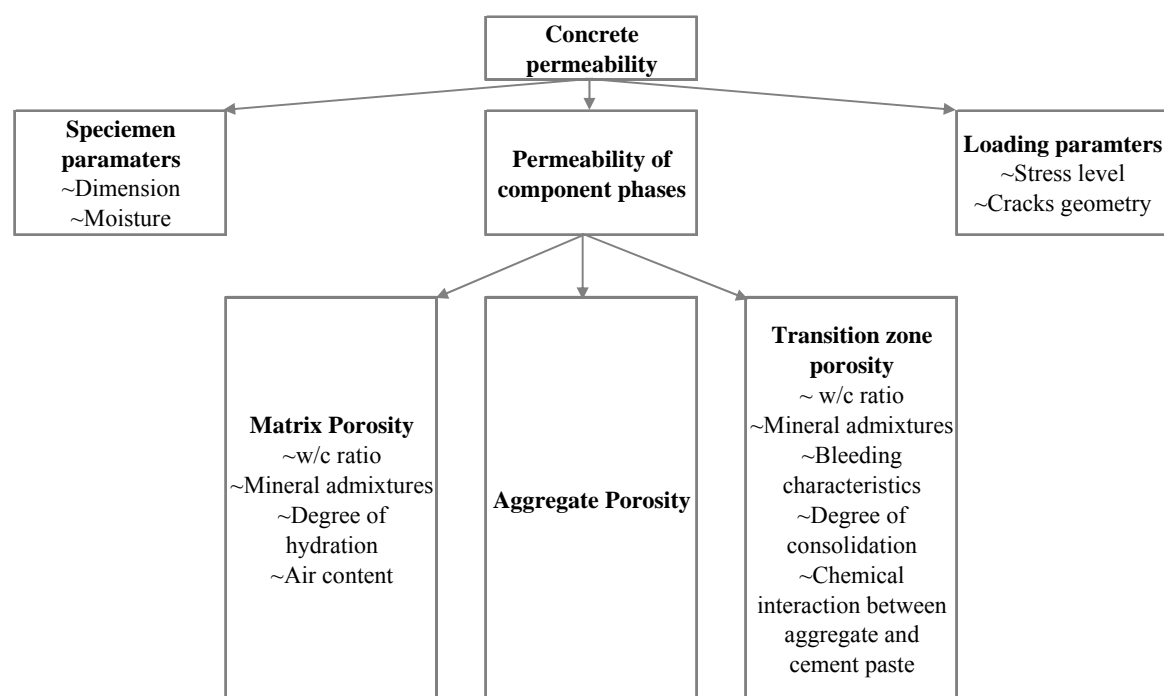 Concrete
permeability
Speciemen
paramaters
~Dimension
~Moisture
Permeability of
component phases
Loading paramters
~Stress level
~Cracks geometry
Matrix Porosity
~w/c ratio
~Mineral admixtures
~Degree of
hydration
~Air content
Aggregate Porosity
Transition zone
porosity
~ w/c ratio
~Mineral admixtures
~Bleeding
characteristics
~Degree of
consolidation
~Chemical
interaction between
aggregate and
cement paste